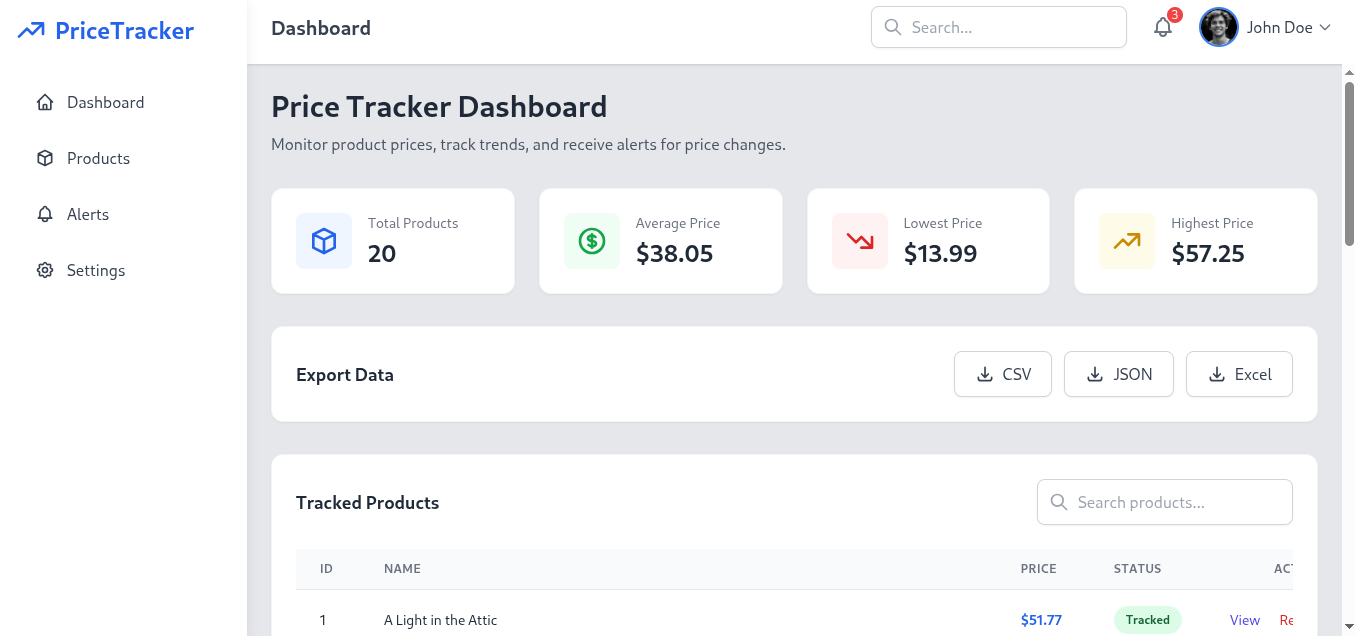 PriceTracker
Dashboard
Search...
3
John Doe
Dashboard
Products
Alerts
Settings
Price Tracker Dashboard
Monitor product prices, track trends, and receive alerts for price changes.
Total Products
20
Average Price
$38.05
Lowest Price
$13.99
Highest Price
$57.25
Export Data
CSV
JSON
Excel
Tracked Products
Search products...
ID NAME PRICE STATUS ACT
1 A Light in the Attic $51.77 Tracked View Re